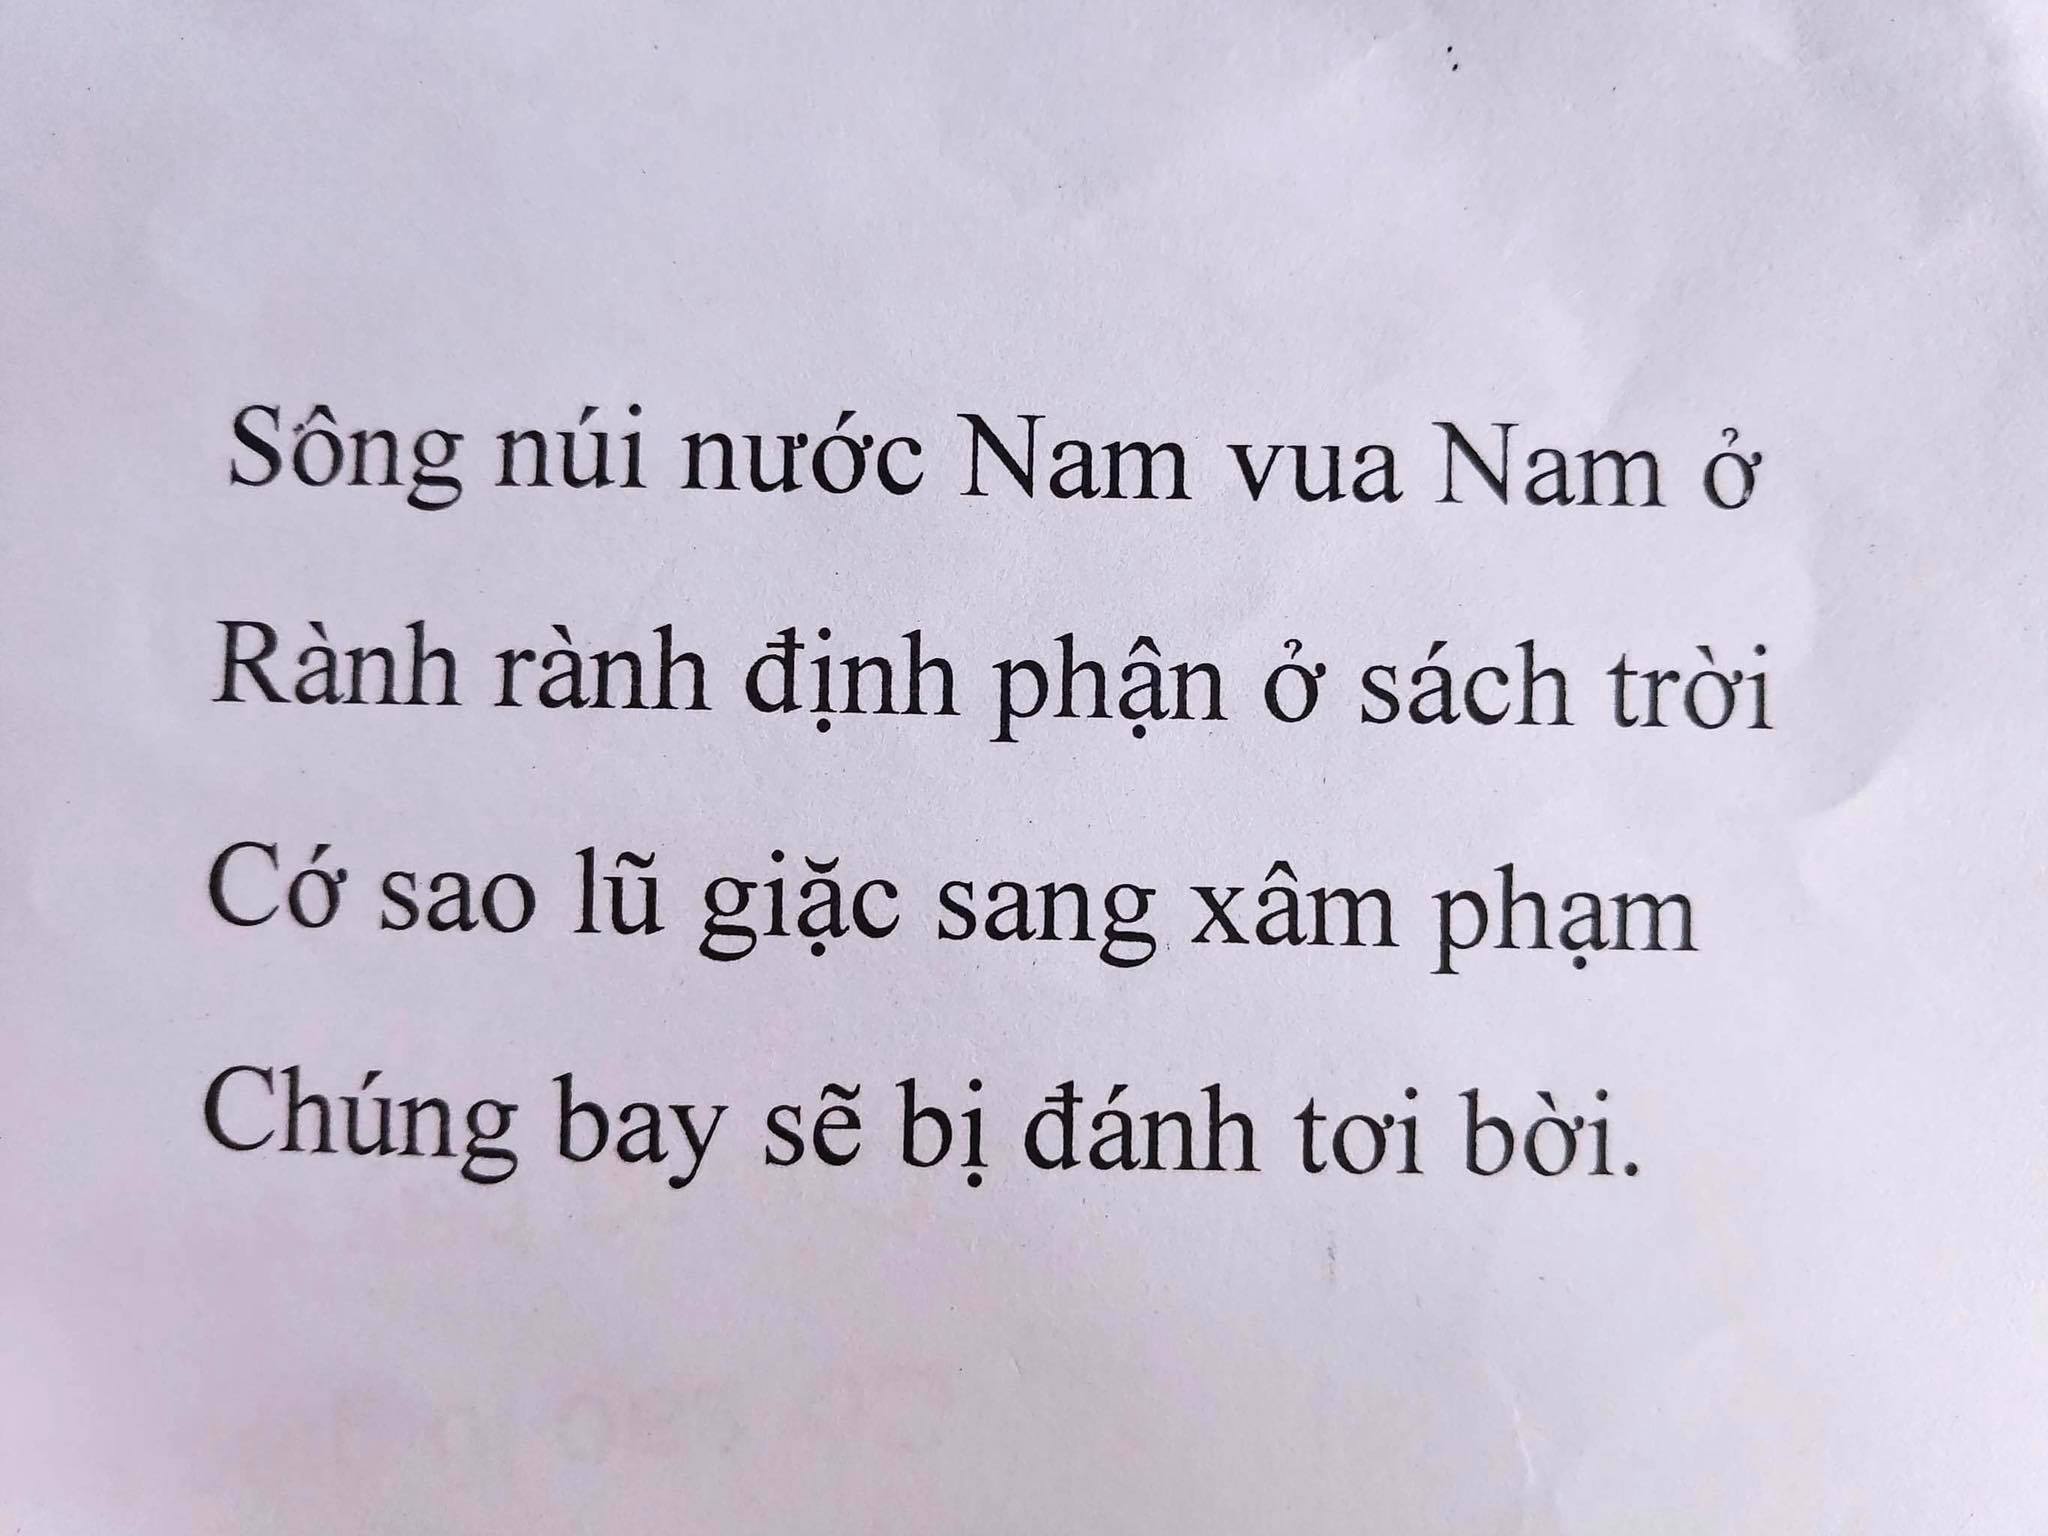 Sông núi nước Nam vua Nam ở
Rành rành định phận ở sách trời
Cớ sao lũ giặc sang xâm phạm
Chúng bay sẽ bị đánh tơi bời.